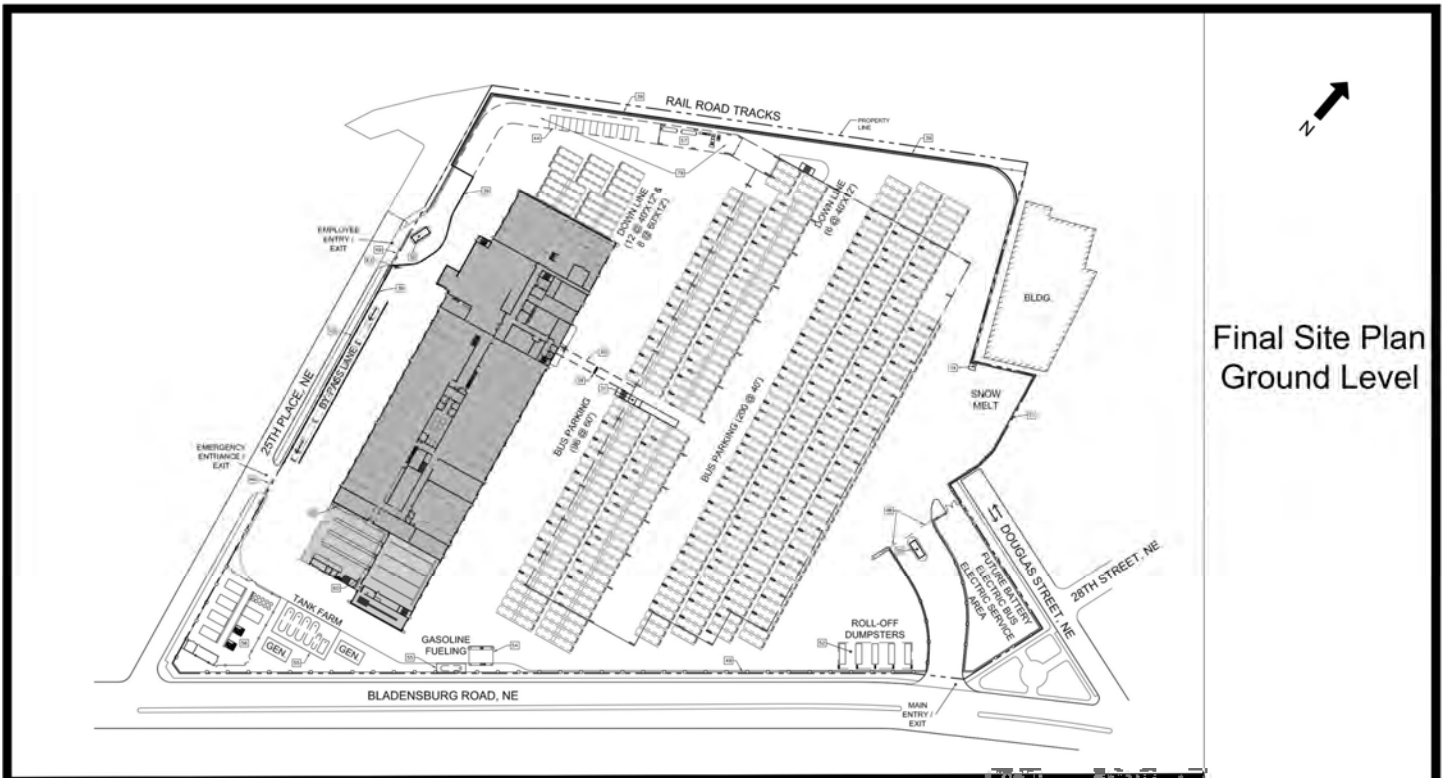 RAIL ROAD TRACKS
PROPERTY
LINE
N
DOWN LINE
(12 @ 40'X12' &
8 @ 60'X12')
DOWN LINE
(6 @ 40'X12')
EMPLOYEE
ENTRY /
EXIT
BLDG.
Final Site Plan
Ground Level
SNOW
MELT
BY-PASS LANE
25TH PLACE, NE
BUS PARKING
(96 @ 60')
BUS PARKING (200 @ 40')
EMERGENCY
ENTRANCE /
EXIT
DOUGLAS STREET, NE
28TH STREET, NE
FUTURE BATTERY
ELECTRIC BUS
ELECTRIC SERVICE
AREA
TANK FARM
GEN.
GEN.
GASOLINE
FUELING
ROLL-OFF
DUMPSTERS
BLADENSBURG ROAD, NE
MAIN
ENTRY /
EXIT